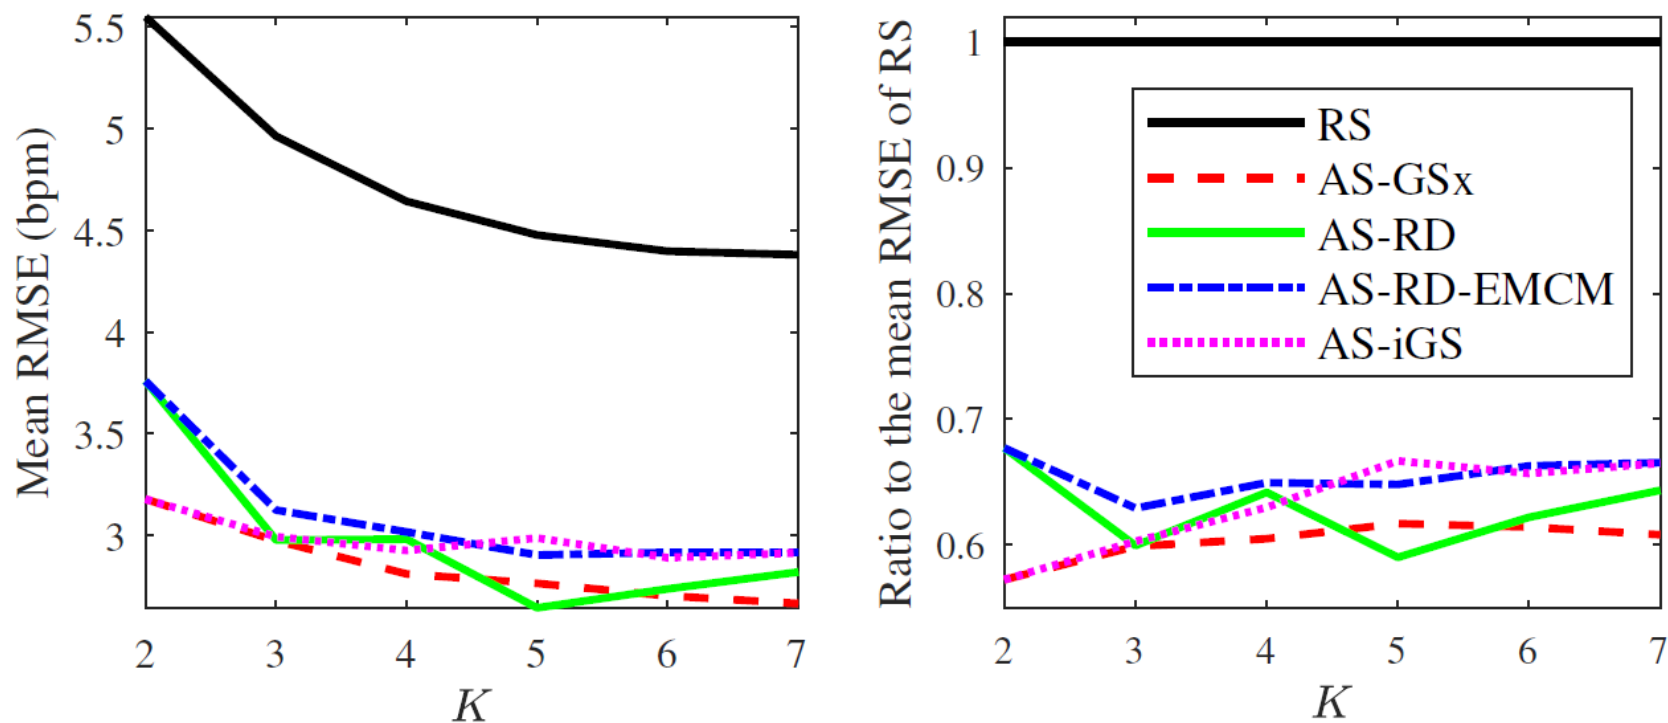 Mean RMSE (bpm)
5.5
5
4.5
4
3.5
3
2 3 4 5 6 7
K
Ratio to the mean RMSE of RS
1
0.9
0.8
0.7
0.6
2 3 4 5 6 7
K
RS
AS-GSx
AS-RD
AS-RD-EMCM
AS-iGS